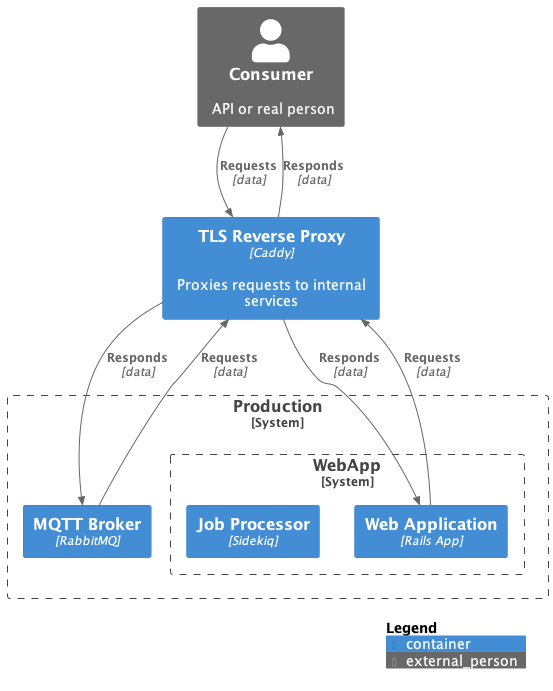 Consumer
API or real person
Requests
[data]
Responds
[data]
TLS Reverse Proxy
[Caddy]
Proxies requests to internal
services
Responds
[data]
Requests
[data]
Responds
[data]
Requests
[data]
Production
[System]
WebApp
[System]
MQTT Broker
[RabbitMQ]
Job Processor
[Sidekiq]
Web Application
[Rails App]
Legend
container
external_person